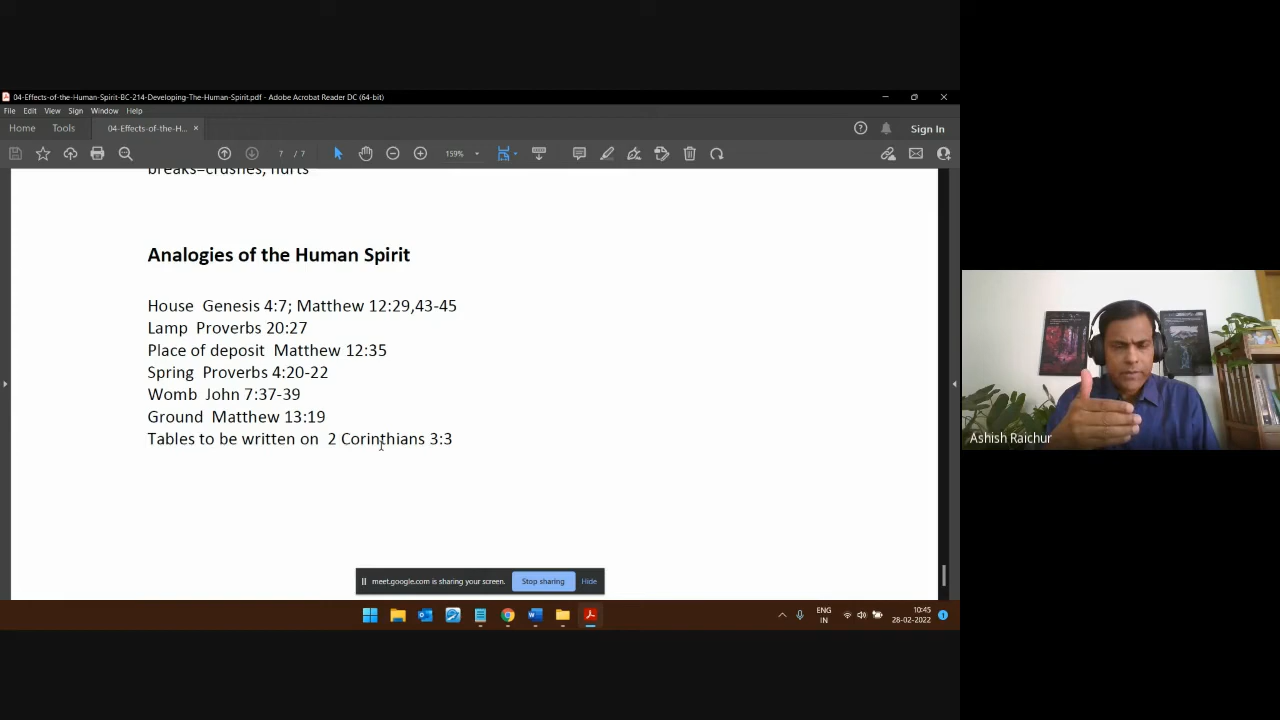 04-Effects-of-the-Human-Spirit-BC-214-Developing-The-Human-Spirit.pdf - Adobe Acrobat Reader DC (64-bit)
File Edit View Sign Window Help
Home Tools 04-Effects-of-the-H... × Sign In
7 / 7 159%
breaks=crushes, hurts
Analogies of the Human Spirit
House Genesis 4:7; Matthew 12:29,43-45
Lamp Proverbs 20:27
Place of deposit Matthew 12:35
Spring Proverbs 4:20-22
Womb John 7:37-39
Ground Matthew 13:19
Tables to be written on 2 Corinthians 3:3
Ashish Raichur
meet.google.com is sharing your screen. Stop sharing Hide
ENG 10:45
IN 28-02-2022